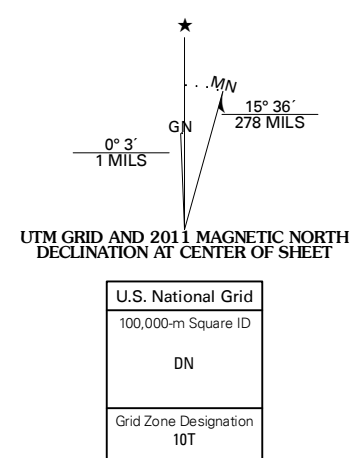 ★
MN
15° 36´
278 MILS
GN
0° 3´
1 MILS
UTM GRID AND 2011 MAGNETIC NORTH
DECLINATION AT CENTER OF SHEET
U.S. National Grid
100,000-m Square ID
DN
Grid Zone Designation
10T